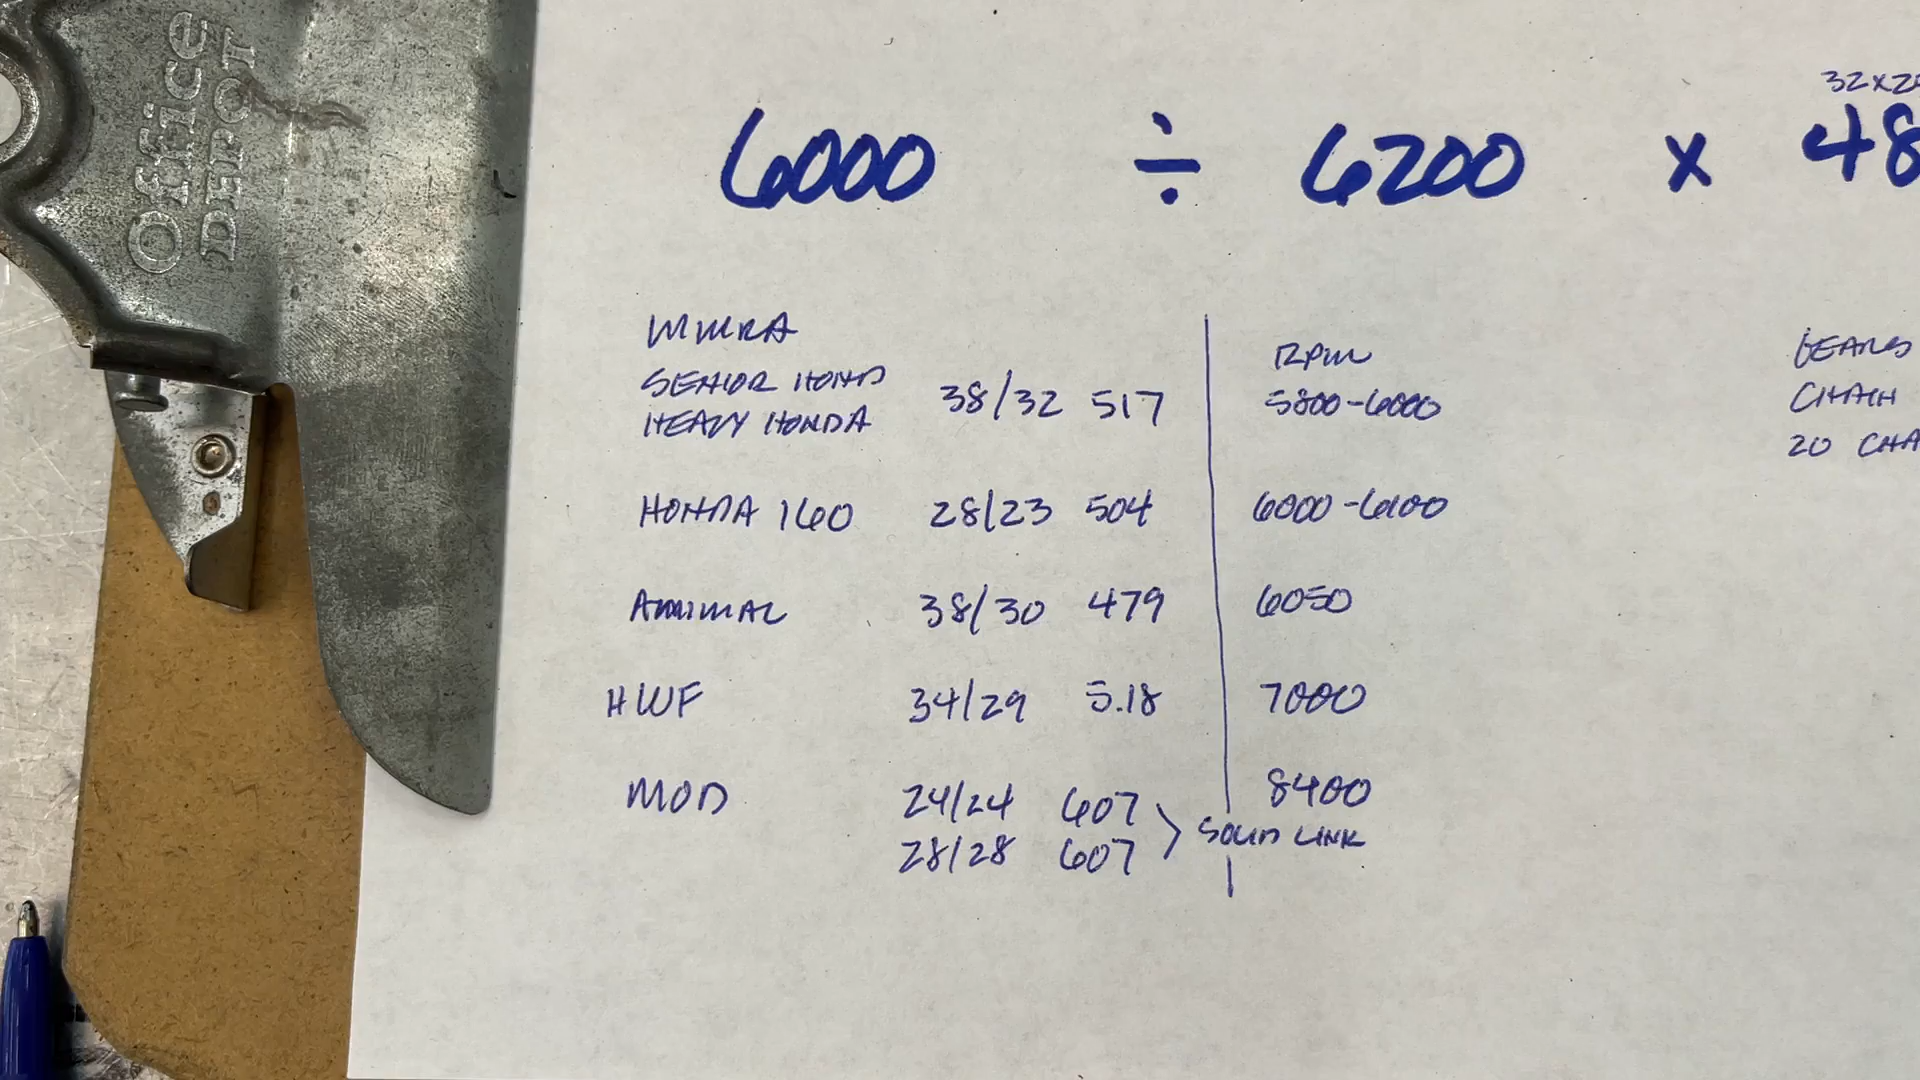 Office
DEPOT
32x2
6000 ÷ 6200 x 48
MMRA
SENIOR HOND
HEAVY HONDA 38/32 517
RPM
5800-6000
GEARS
CHAIN
20 CHA
HONDA 160 28/23 504 6000-6100
ANIMAL 38/30 479 6050
HWF 34/29 5.18 7000
MOD 24/24 607 8400
28/28 607 > SOLID LINK